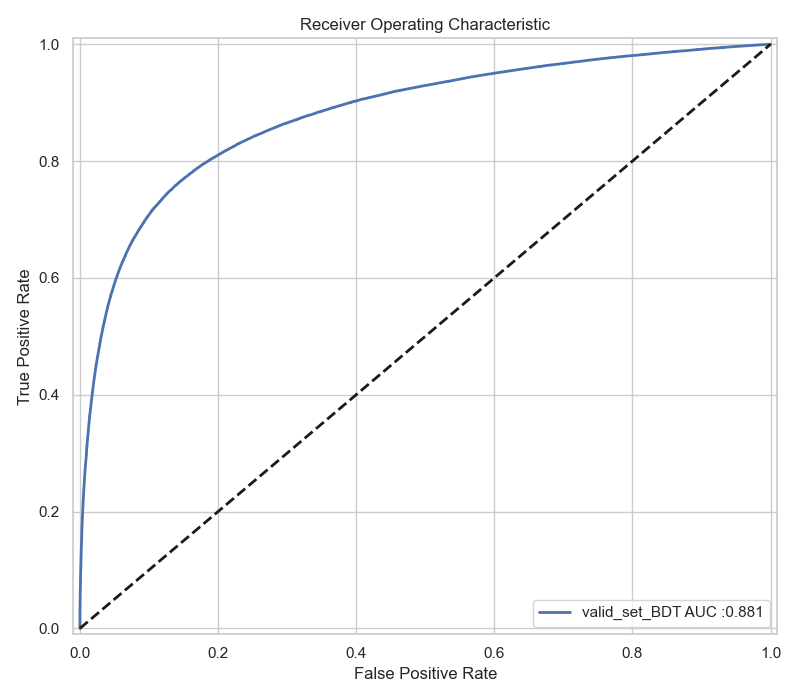 Receiver Operating Characteristic
1.0
0.8
0.6
0.4
0.2
0.0
True Positive Rate
valid_set_BDT AUC :0.881
0.0 0.2 0.4 0.6 0.8 1.0
False Positive Rate